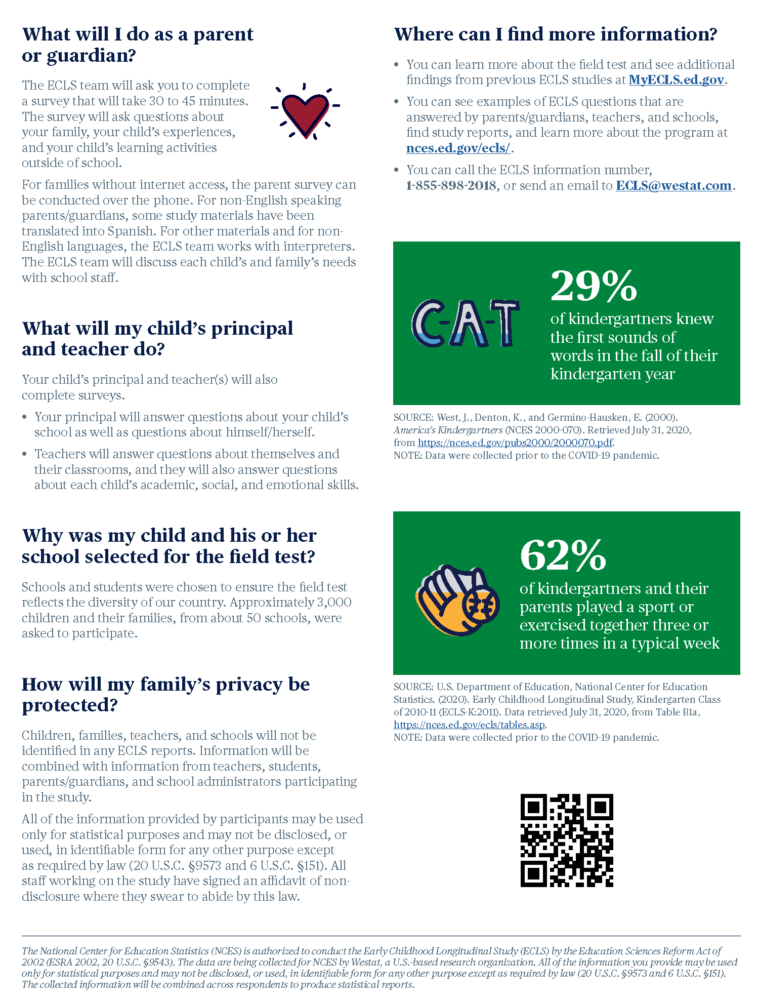 What will I do as a parent
or guardian?
The ECLS team will ask you to complete
a survey that will take 30 to 45 minutes.
The survey will ask questions about
your family, your child’s experiences,
and your child’s learning activities
outside of school.
For families without internet access, the parent survey can
be conducted over the phone. For non-English speaking
parents/guardians, some study materials have been
translated into Spanish. For other materials and for non-
English languages, the ECLS team works with interpreters.
The ECLS team will discuss each child’s and family’s needs
with school staff.
What will my child’s principal
and teacher do?
Your child’s principal and teacher(s) will also
complete surveys.
• Your principal will answer questions about your child’s
school as well as questions about himself/herself.
• Teachers will answer questions about themselves and
their classrooms, and they will also answer questions
about each child’s academic, social, and emotional skills.
Why was my child and his or her
school selected for the field test?
Schools and students were chosen to ensure the field test
reflects the diversity of our country. Approximately 3,000
children and their families, from about 50 schools, were
asked to participate.
How will my family’s privacy be
protected?
Children, families, teachers, and schools will not be
identified in any ECLS reports. Information will be
combined with information from teachers, students,
parents/guardians, and school administrators participating
in the study.
All of the information provided by participants may be used
only for statistical purposes and may not be disclosed, or
used, in identifiable form for any other purpose except
as required by law (20 U.S.C. §9573 and 6 U.S.C. §151). All
staff working on the study have signed an affidavit of non-
disclosure where they swear to abide by this law.
Where can I find more information?
• You can learn more about the field test and see additional
findings from previous ECLS studies at MyECLS.ed.gov.
• You can see examples of ECLS questions that are
answered by parents/guardians, teachers, and schools,
find study reports, and learn more about the program at
nces.ed.gov/ecls/.
• You can call the ECLS information number,
1-855-898-2018, or send an email to ECLS@westat.com.
C-A-T
29%
of kindergartners knew
the first sounds of
words in the fall of their
kindergarten year
SOURCE: West, J., Denton, K., and Germino-Hausken, E. (2000).
America’s Kindergartners (NCES 2000-070). Retrieved July 31, 2020,
from https://nces.ed.gov/pubs2000/2000070.pdf.
NOTE: Data were collected prior to the COVID-19 pandemic.
62%
of kindergartners and their
parents played a sport or
exercised together three or
more times in a typical week
SOURCE: U.S. Department of Education, National Center for Education
Statistics. (2020). Early Childhood Longitudinal Study, Kindergarten Class
of 2010-11 (ECLS-K:2011). Data retrieved July 31, 2020, from Table B1a,
https://nces.ed.gov/ecls/tables.asp.
NOTE: Data were collected prior to the COVID-19 pandemic.
The National Center for Education Statistics (NCES) is authorized to conduct the Early Childhood Longitudinal Study (ECLS) by the Education Sciences Reform Act of
2002 (ESRA 2002, 20 U.S.C. §9543). The data are being collected for NCES by Westat, a U.S.-based research organization. All of the information you provide may be used
only for statistical purposes and may not be disclosed, or used, in identifiable form for any other purpose except as required by law (20 U.S.C. §9573 and 6 U.S.C. §151).
The collected information will be combined across respondents to produce statistical reports.